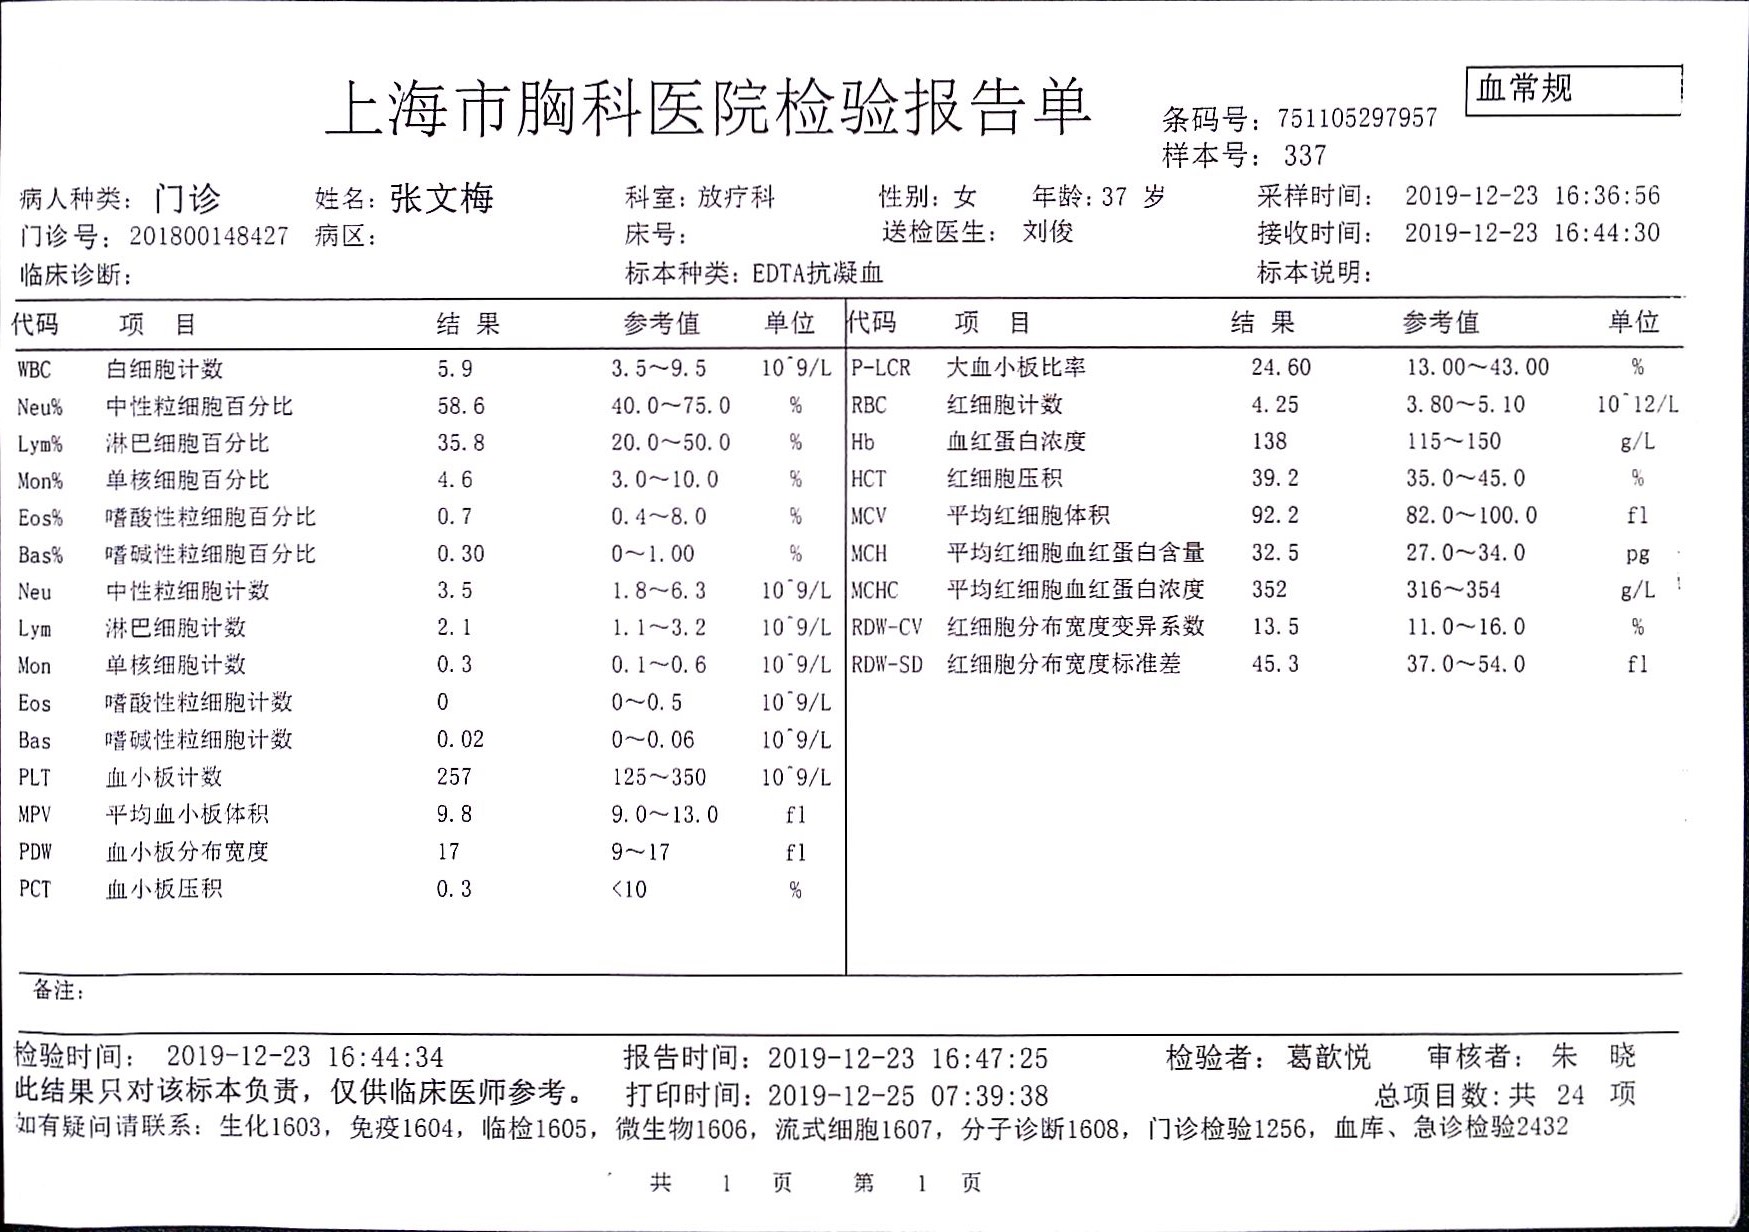 上海市胸科医院检验报告单
血常规
条码号: 751105297957
样本号: 337
病人种类: 门诊 姓名: 张文梅 科室: 放疗科 性别: 女 年龄: 37 岁 采样时间: 2019-12-23 16:36:56
门诊号: 201800148427 病区: 床号: 送检医生: 刘俊 接收时间: 2019-12-23 16:44:30
临床诊断: 标本种类: EDTA抗凝血 标本说明:
代码 项 目 结 果 参考值 单位 代码 项 目 结 果 参考值 单位
WBC 白细胞计数 5.9 3.5~9.5 10^9/L P-LCR 大血小板比率 24.60 13.00~43.00 %
Neu% 中性粒细胞百分比 58.6 40.0~75.0 % RBC 红细胞计数 4.25 3.80~5.10 10^12/L
Lym% 淋巴细胞百分比 35.8 20.0~50.0 % Hb 血红蛋白浓度 138 115~150 g/L
Mon% 单核细胞百分比 4.6 3.0~10.0 % HCT 红细胞压积 39.2 35.0~45.0 %
Eos% 嗜酸性粒细胞百分比 0.7 0.4~8.0 % MCV 平均红细胞体积 92.2 82.0~100.0 fl
Bas% 嗜碱性粒细胞百分比 0.30 0~1.00 % MCH 平均红细胞血红蛋白含量 32.5 27.0~34.0 pg
Neu 中性粒细胞计数 3.5 1.8~6.3 10^9/L MCHC 平均红细胞血红蛋白浓度 352 316~354 g/L
Lym 淋巴细胞计数 2.1 1.1~3.2 10^9/L RDW-CV 红细胞分布宽度变异系数 13.5 11.0~16.0 %
Mon 单核细胞计数 0.3 0.1~0.6 10^9/L RDW-SD 红细胞分布宽度标准差 45.3 37.0~54.0 fl
Eos 嗜酸性粒细胞计数 0 0~0.5 10^9/L
Bas 嗜碱性粒细胞计数 0.02 0~0.06 10^9/L
PLT 血小板计数 257 125~350 10^9/L
MPV 平均血小板体积 9.8 9.0~13.0 fl
PDW 血小板分布宽度 17 9~17 fl
PCT 血小板压积 0.3 <10 %
备注:
检验时间: 2019-12-23 16:44:34 报告时间: 2019-12-23 16:47:25 检验者: 葛歆悦 审核者: 朱 晓
此结果只对该标本负责, 仅供临床医师参考。 打印时间: 2019-12-25 07:39:38 总项目数: 共 24 项
如有疑问请联系: 生化1603, 免疫1604, 临检1605, 微生物1606, 流式细胞1607, 分子诊断1608, 门诊检验1256, 血库、急诊检验2432
共 1 页 第 1 页